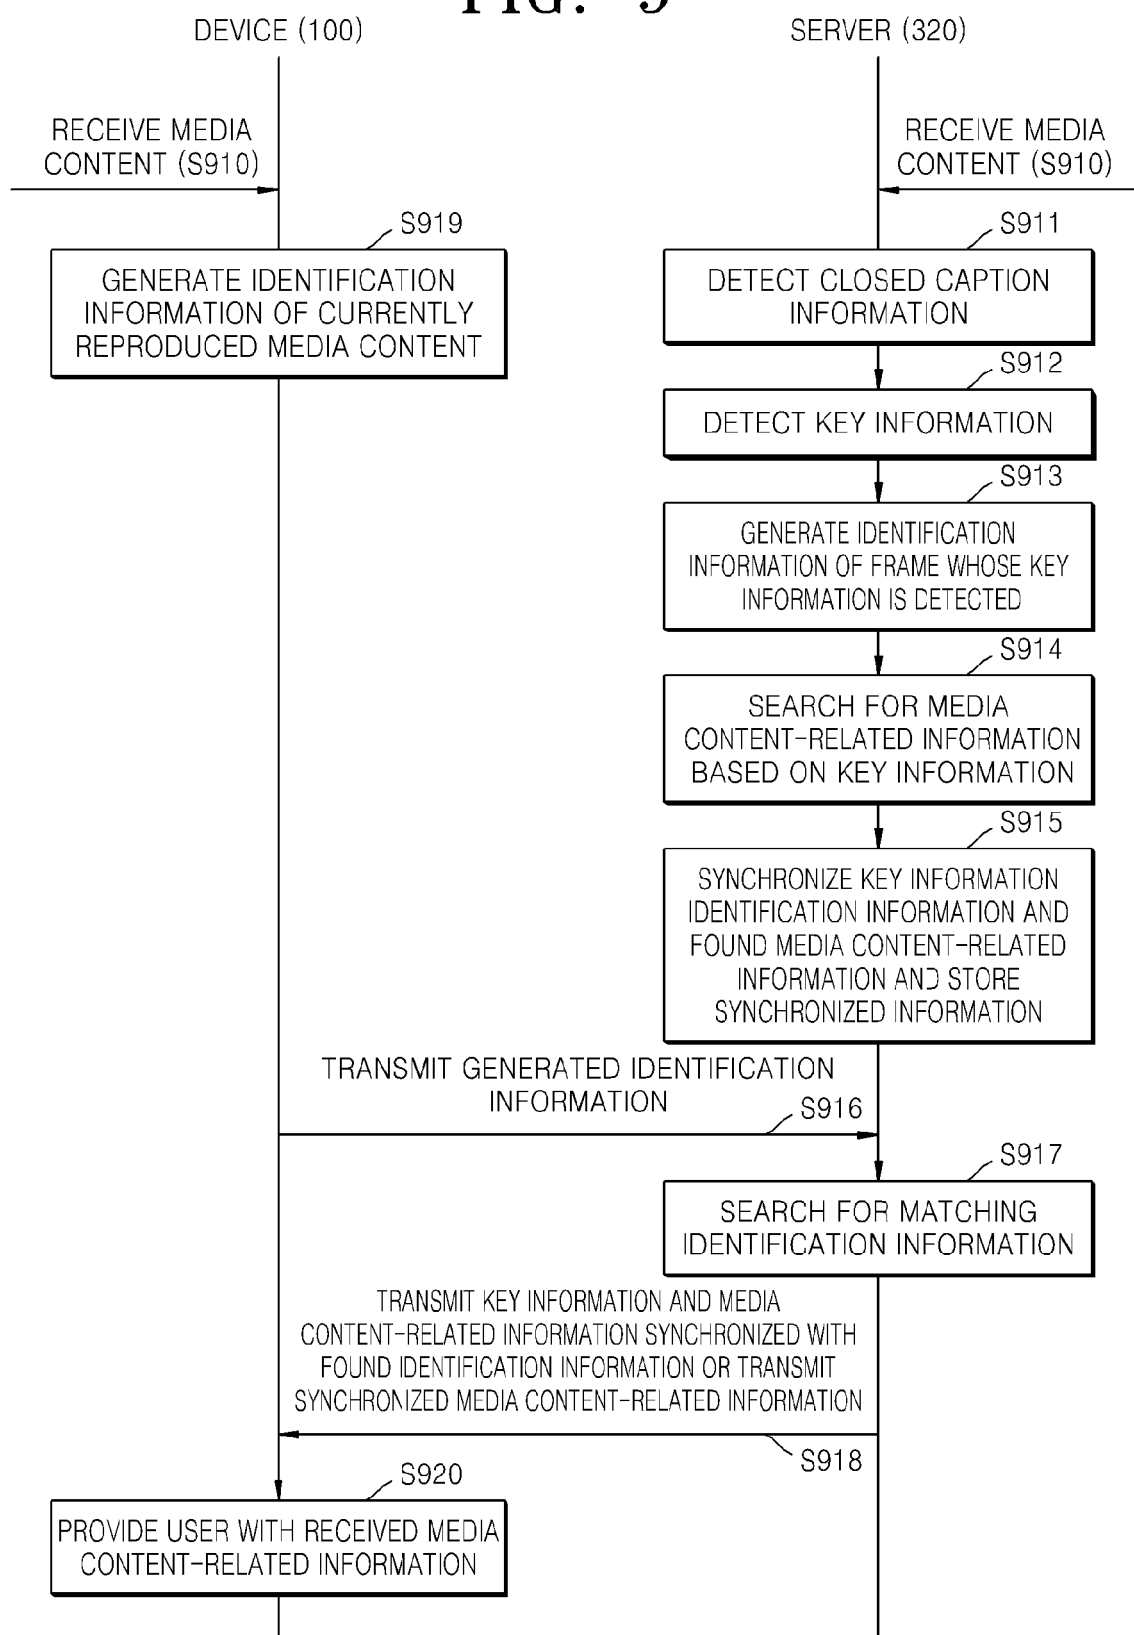 DEVICE (100)
SERVER (320)
RECEIVE MEDIA
CONTENT (S910)
RECEIVE MEDIA
CONTENT (S910)
S919
GENERATE IDENTIFICATION
INFORMATION OF CURRENTLY
REPRODUCED MEDIA CONTENT
S911
DETECT CLOSED CAPTION
INFORMATION
S912
DETECT KEY INFORMATION
S913
GENERATE IDENTIFICATION
INFORMATION OF FRAME WHOSE KEY
INFORMATION IS DETECTED
S914
SEARCH FOR MEDIA
CONTENT-RELATED INFORMATION
BASED ON KEY INFORMATION
S915
SYNCHRONIZE KEY INFORMATION
IDENTIFICATION INFORMATION AND
FOUND MEDIA CONTENT-RELATED
INFORMATION AND STORE
SYNCHRONIZED INFORMATION
TRANSMIT GENERATED IDENTIFICATION
INFORMATION
S916
S917
SEARCH FOR MATCHING
IDENTIFICATION INFORMATION
TRANSMIT KEY INFORMATION AND MEDIA
CONTENT-RELATED INFORMATION SYNCHRONIZED WITH
FOUND IDENTIFICATION INFORMATION OR TRANSMIT
SYNCHRONIZED MEDIA CONTENT-RELATED INFORMATION
S918
S920
PROVIDE USER WITH RECEIVED MEDIA
CONTENT-RELATED INFORMATION